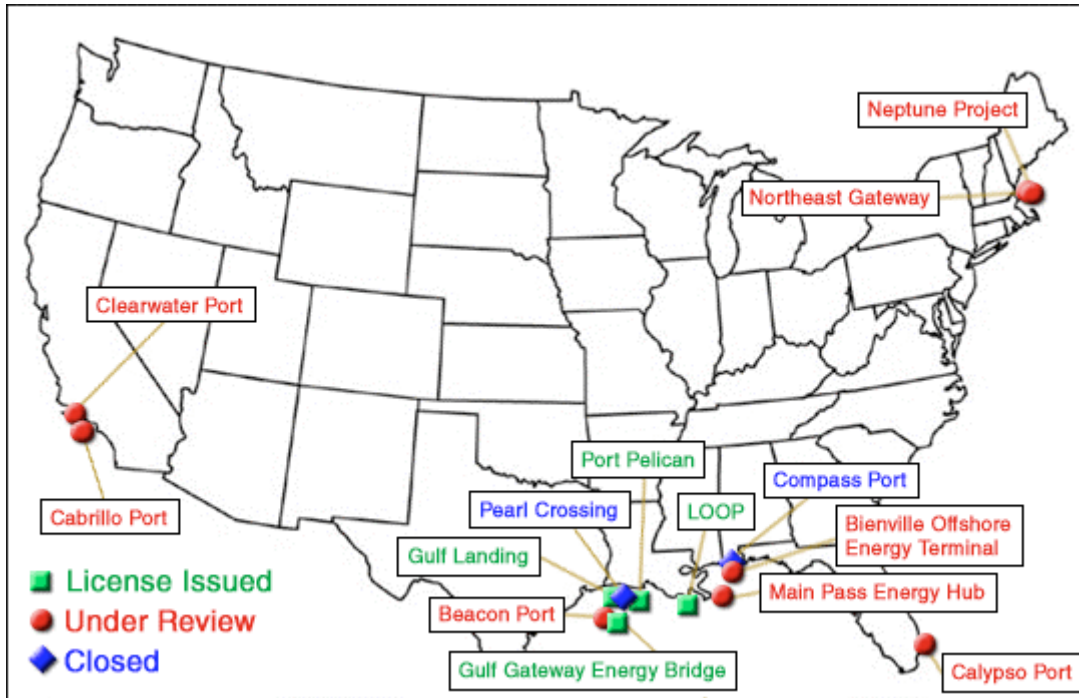 Neptune Project
Northeast Gateway
Clearwater Port
Port Pelican
Cabrillo Port
Pearl Crossing
LOOP
Compass Port
Gulf Landing
Bienville Offshore
Energy Terminal
License Issued
Under Review
Closed
Beacon Port
Main Pass Energy Hub
Gulf Gateway Energy Bridge
Calypso Port